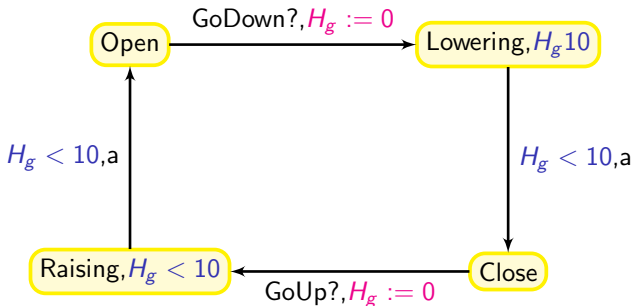 GoDown?,H_g := 0
Open
Lowering,H_g10
H_g < 10,a
H_g < 10,a
Raising,H_g < 10
Close
GoUp?,H_g := 0